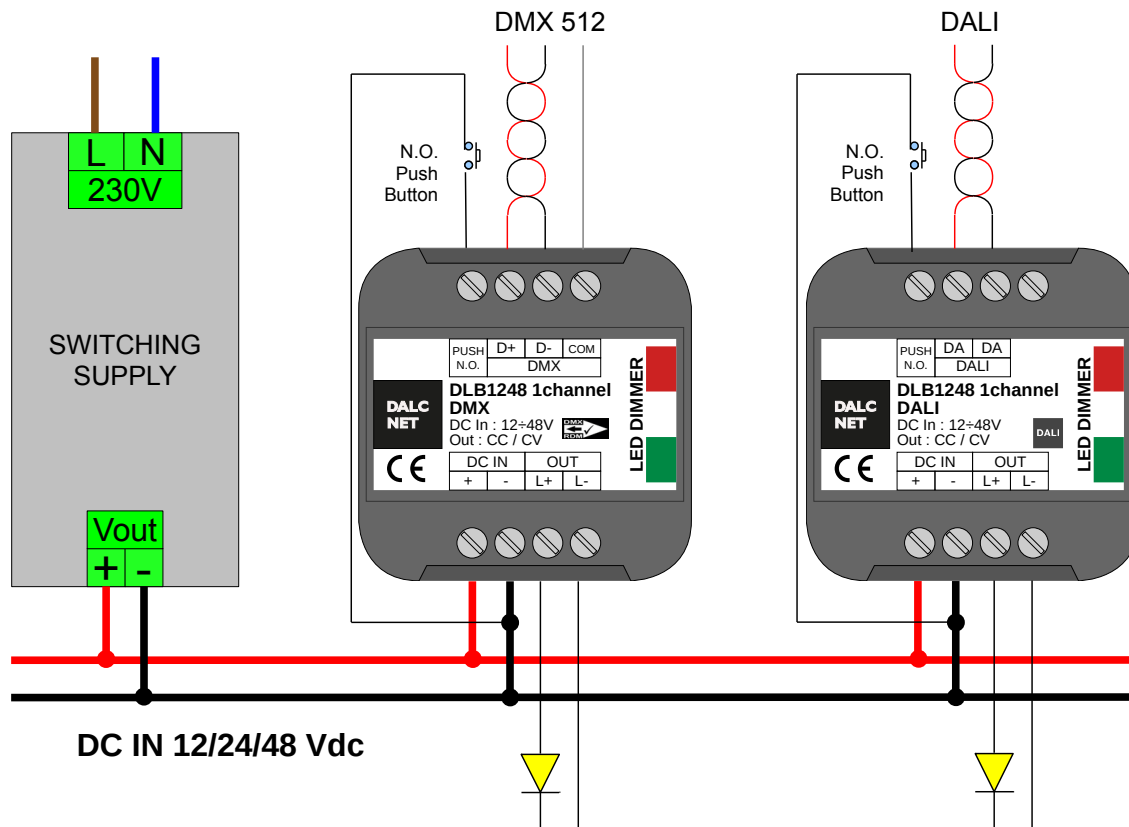 DMX 512
DALI
L N
230V
SWITCHING
SUPPLY
Vout
+ -
N.O.
Push
Button
PUSH
N.O.
D+ D- COM
DMX
DALC
NET
DLB1248 1channel
DMX
DC In : 12÷48V
Out : CC / CV
DMX
RDM
CE
DC IN OUT
+ - L+ L-
LED DIMMER
N.O.
Push
Button
PUSH
N.O.
DA DA
DALI
DALC
NET
DLB1248 1channel
DALI
DC In : 12÷48V
Out : CC / CV
DALI
CE
DC IN OUT
+ - L+ L-
LED DIMMER
DC IN 12/24/48 Vdc